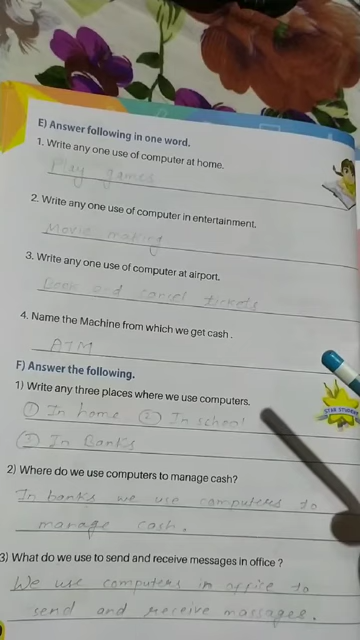 E) Answer following in one word.
1. Write any one use of computer at home.
Play games
2. Write any one use of computer in entertainment.
Movie making
3. Write any one use of computer at airport.
Book and cancel tickets
4. Name the Machine from which we get cash.
ATM
F) Answer the following.
1) Write any three places where we use computers.
① In home ② In school
③ In Banks
STAR STUDENT
2) Where do we use computers to manage cash?
In banks we use computers to
manage cash.
3) What do we use to send and receive messages in office ?
We use computers in office to
send and receive massages.